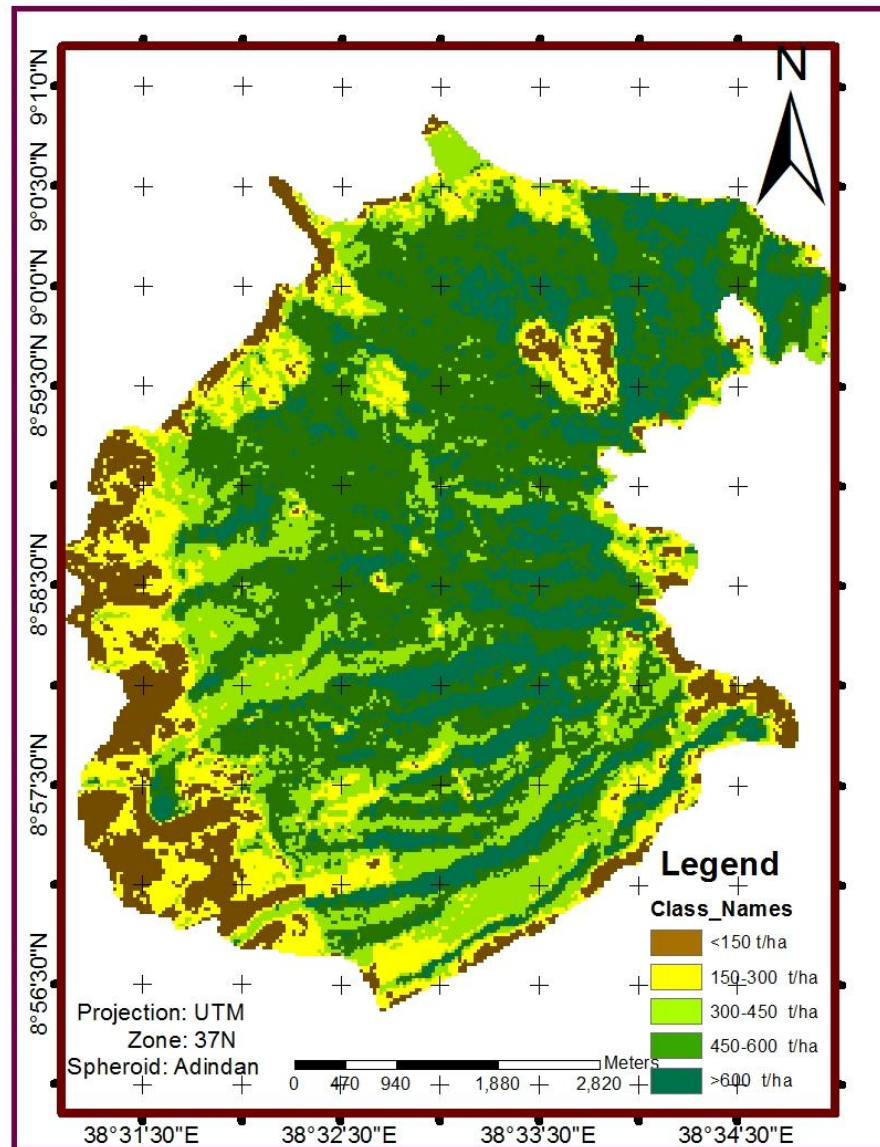 N
9°1'0"N
9°0'30"N
9°0'0"N
8°59'30"N
8°58'30"N
8°57'30"N
8°56'30"N
Legend
Class_Names
<150 t/ha
150-300 t/ha
300-450 t/ha
450-600 t/ha
>600 t/ha
Projection: UTM
Zone: 37N
Spheroid: Adindan
Meters
0 470 940 1,880 2,820
38°31'30"E 38°32'30"E 38°33'30"E 38°34'30"E